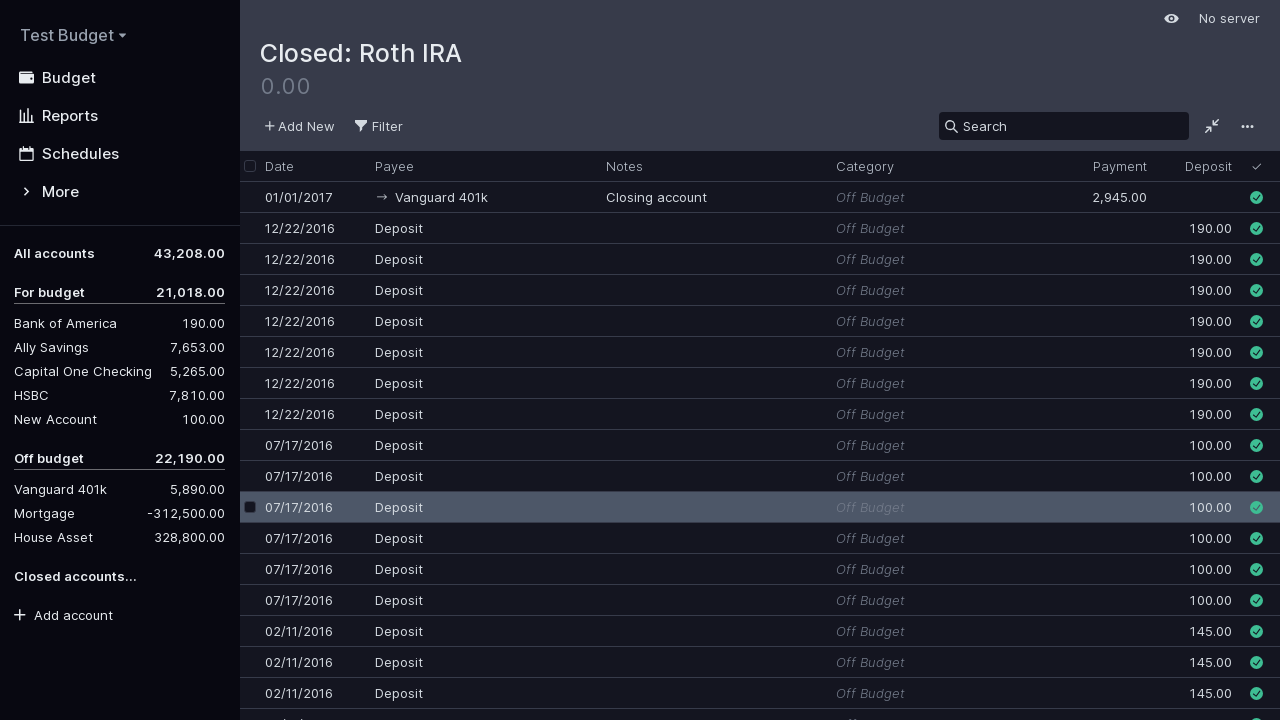 Test Budget
Budget
Reports
Schedules
More
All accounts 43,208.00
For budget 21,018.00
Bank of America 190.00
Ally Savings 7,653.00
Capital One Checking 5,265.00
HSBC 7,810.00
New Account 100.00
Off budget 22,190.00
Vanguard 401k 5,890.00
Mortgage -312,500.00
House Asset 328,800.00
Closed accounts...
Add account
No server
Closed: Roth IRA
0.00
Add New Filter Search
Date Payee Notes Category Payment Deposit
01/01/2017 → Vanguard 401k Closing account Off Budget 2,945.00
12/22/2016 Deposit Off Budget 190.00
12/22/2016 Deposit Off Budget 190.00
12/22/2016 Deposit Off Budget 190.00
12/22/2016 Deposit Off Budget 190.00
12/22/2016 Deposit Off Budget 190.00
12/22/2016 Deposit Off Budget 190.00
12/22/2016 Deposit Off Budget 190.00
07/17/2016 Deposit Off Budget 100.00
07/17/2016 Deposit Off Budget 100.00
07/17/2016 Deposit Off Budget 100.00
07/17/2016 Deposit Off Budget 100.00
07/17/2016 Deposit Off Budget 100.00
07/17/2016 Deposit Off Budget 100.00
02/11/2016 Deposit Off Budget 145.00
02/11/2016 Deposit Off Budget 145.00
02/11/2016 Deposit Off Budget 145.00